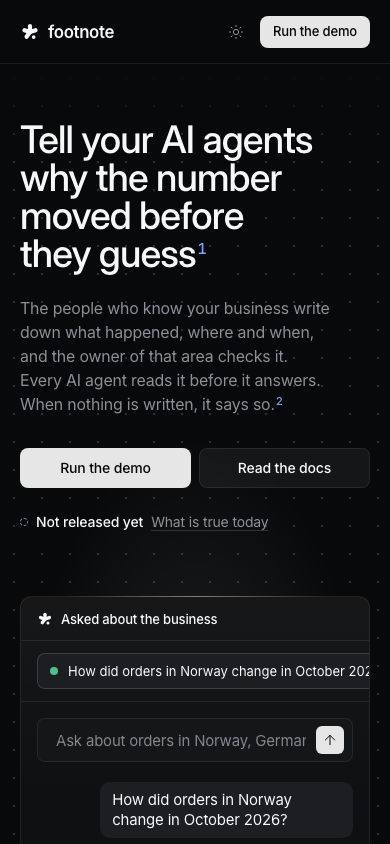 footnote
Run the demo
Tell your AI agents
why the number
moved before
they guess¹
The people who know your business write
down what happened, where and when,
and the owner of that area checks it.
Every AI agent reads it before it answers.
When nothing is written, it says so.²
Run the demo
Read the docs
Not released yet What is true today
Asked about the business
How did orders in Norway change in October 202
Ask about orders in Norway, German
How did orders in Norway
change in October 2026?